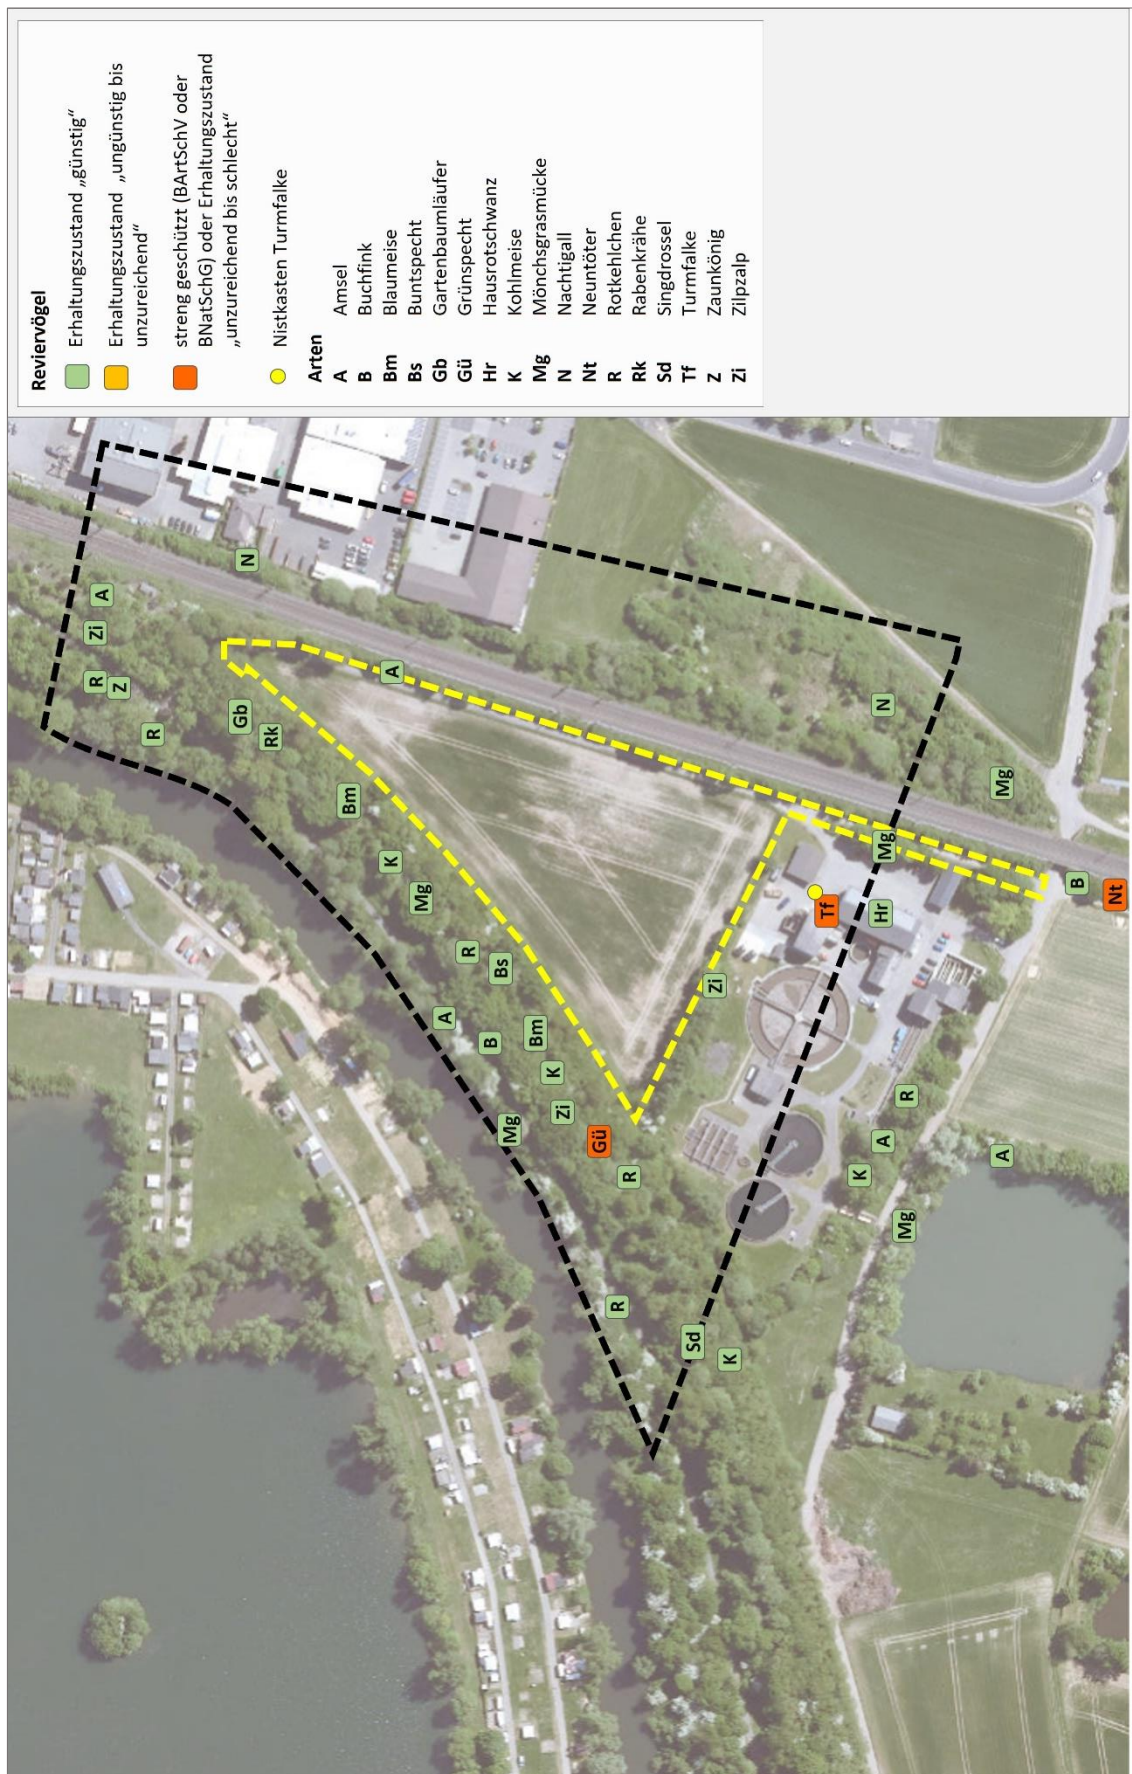 Reviervögel
Erhaltungszustand „günstig“
Erhaltungszustand „ungünstig bis
unzureichend“
streng geschützt (BArtSchV oder
BNatSchG) oder Erhaltungszustand
„unzureichend bis schlecht“
Nistkasten Turmfalke
Arten
A Amsel
B Buchfink
Bm Blaumeise
Bs Buntspecht
Gb Gartenbaumläufer
Gü Grünspecht
Hr Hausrotschwanz
K Kohlmeise
Mg Mönchsgrasmücke
N Nachtigall
Nt Neuntöter
R Rotkehlchen
Rk Rabenkrähe
Sd Singdrossel
Tf Turmfalke
Z Zaunkönig
Zi Zilpzalp
R
Zi
A
Z
R
Gb
N
Rk
Bm
K
A
Mg
A
R
B
Bs
Mg
Bm
K
Zi
Gü
R
R
Sd
Zi
K
Tf
K
A
Hr
Mg
N
Mg
R
A
Mg
B
Nt